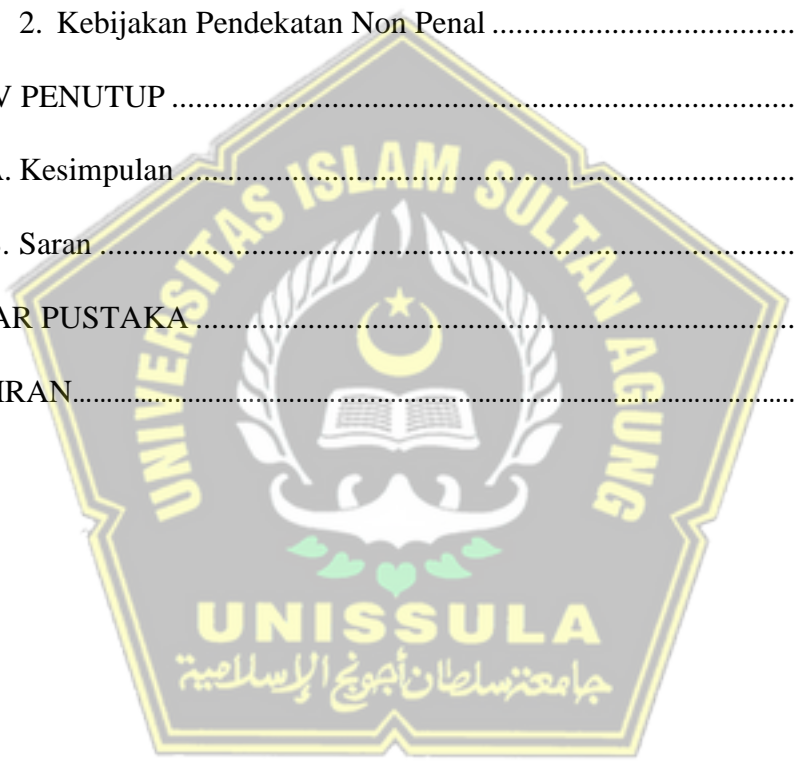 2. Kebijakan Pendekatan Non Penal ........................................
V PENUTUP ................................................................................
. Kesimpulan ................................................................................
. Saran ..........................................................................................
AR PUSTAKA .............................................................................
IRAN............................................................................................
UNIVERSITAS ISLAM SULTAN AGUNG
UNISSULA
جامعة سلطان أجونج الإسلامية